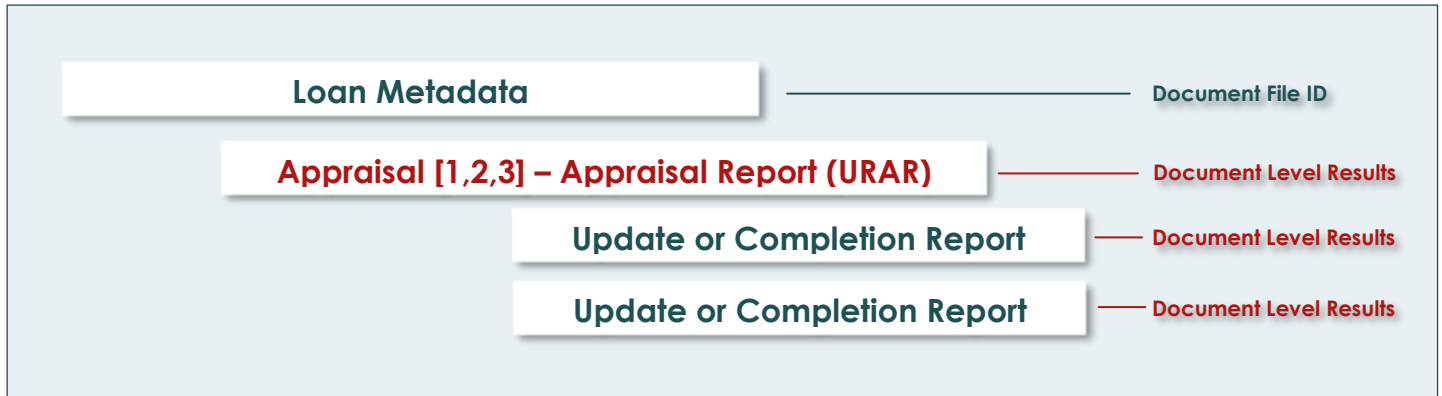 Loan Metadata
Document File ID
Appraisal [1,2,3] – Appraisal Report (URAR)
Document Level Results
Update or Completion Report
Document Level Results
Update or Completion Report
Document Level Results